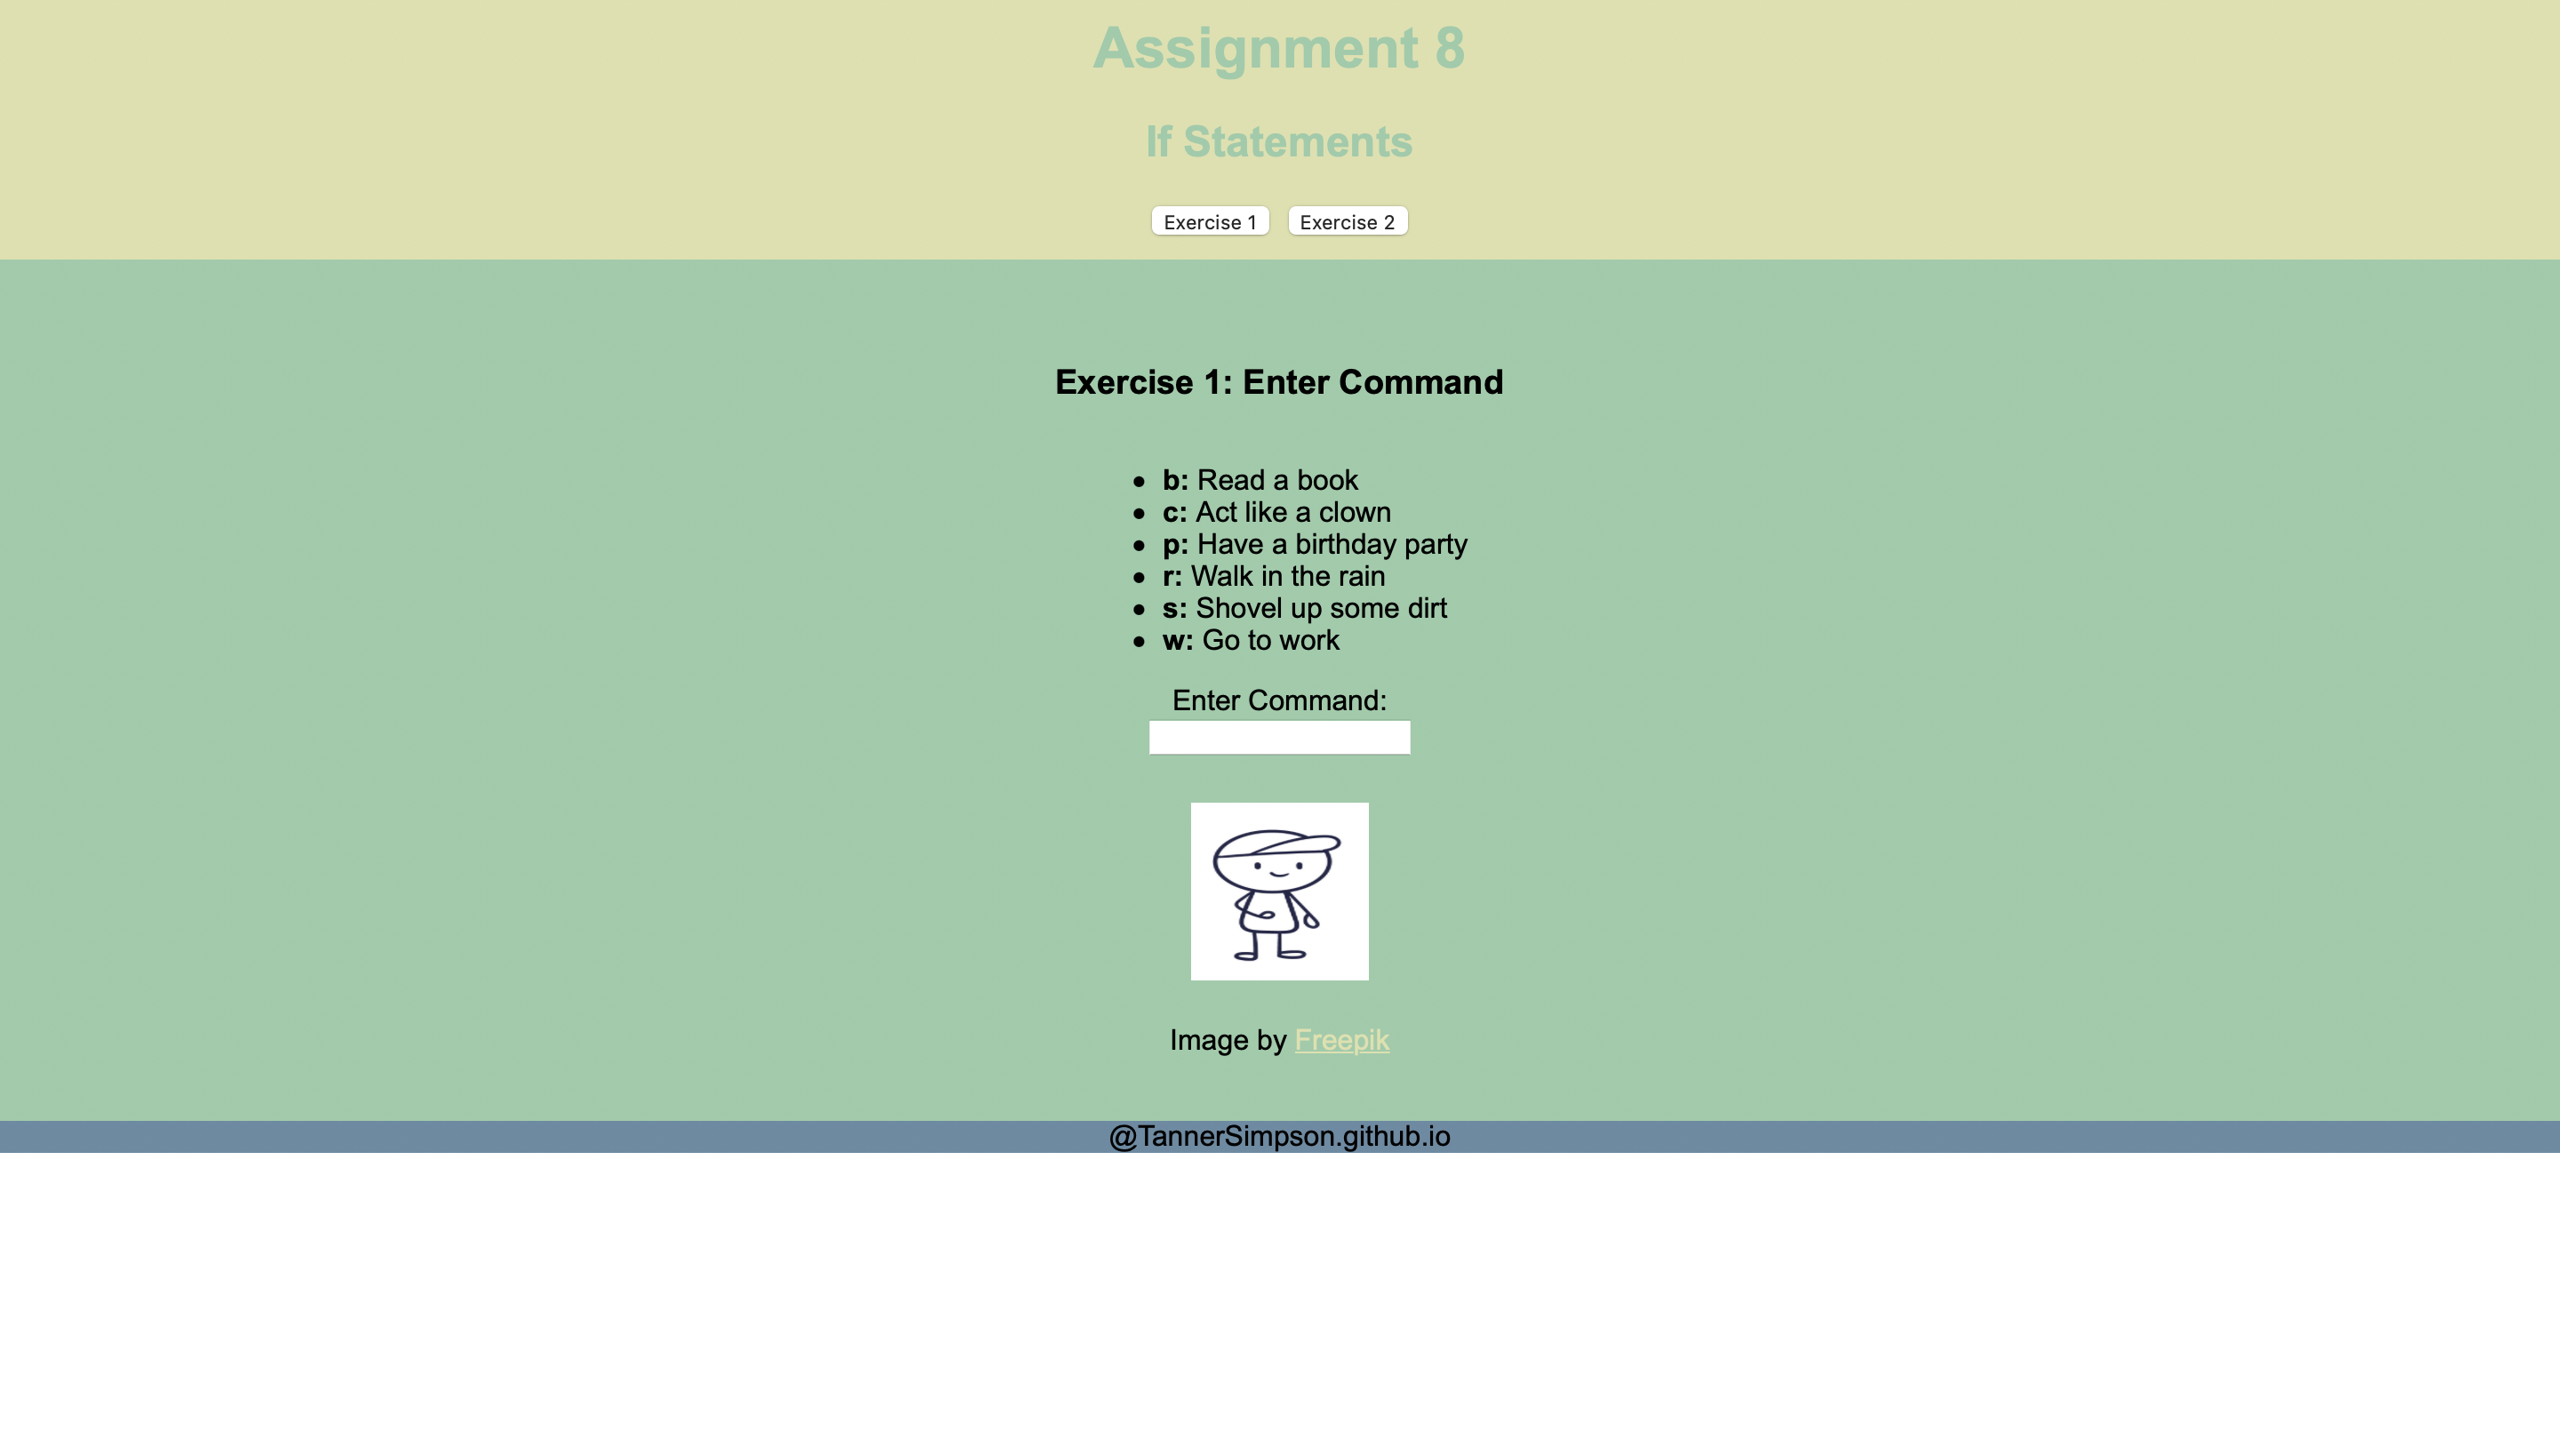 Assignment 8
If Statements
Exercise 1 Exercise 2
Exercise 1: Enter Command
b: Read a book
c: Act like a clown
p: Have a birthday party
r: Walk in the rain
s: Shovel up some dirt
w: Go to work
Enter Command:
Image by Freepik
@TannerSimpson.github.io